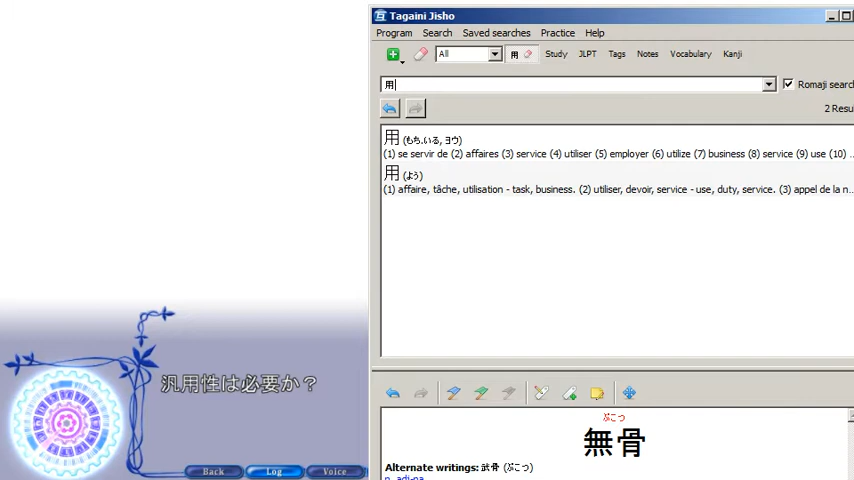 Tagaini Jisho
Program Search Saved searches Practice Help
All 用 Study JLPT Tags Notes Vocabulary Kanji
用
Romaji searc
2 Resu
用 (もち.いる, ヨウ)
(1) se servir de (2) affaires (3) service (4) utiliser (5) employer (6) utilize (7) business (8) service (9) use (10) ...
用 (よう)
(1) affaire, tâche, utilisation - task, business. (2) utiliser, devoir, service - use, duty, service. (3) appel de la n...
汎用性は必要か？
Back Log Voice
ぶこつ
無骨
Alternate writings: 武骨 (ぶこつ)
n, adj-na